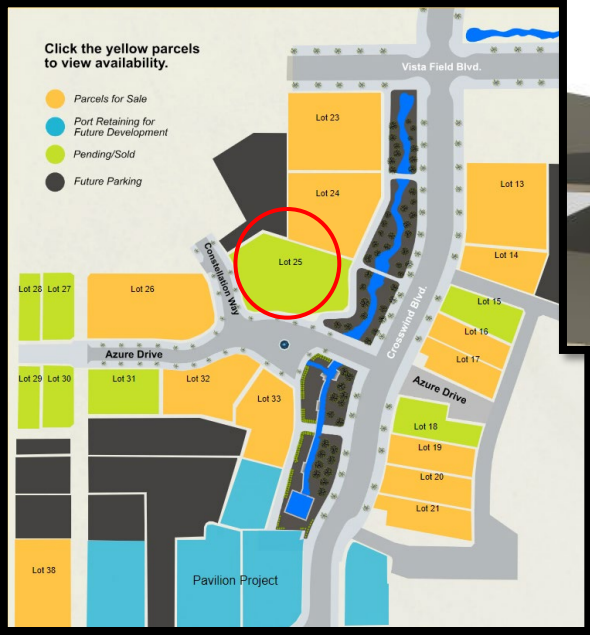 Click the yellow parcels
to view availability.
Parcels for Sale
Port Retaining for
Future Development
Pending/Sold
Future Parking
Vista Field Blvd.
Lot 23
Lot 24
Lot 13
Lot 14
Constellation Way
Lot 25
Lot 28
Lot 27
Lot 26
Lot 15
Lot 16
Lot 17
Crosswind Blvd.
Azure Drive
Lot 29
Lot 30
Lot 31
Lot 32
Lot 33
Azure Drive
Lot 18
Lot 19
Lot 20
Lot 21
Lot 38
Pavilion Project